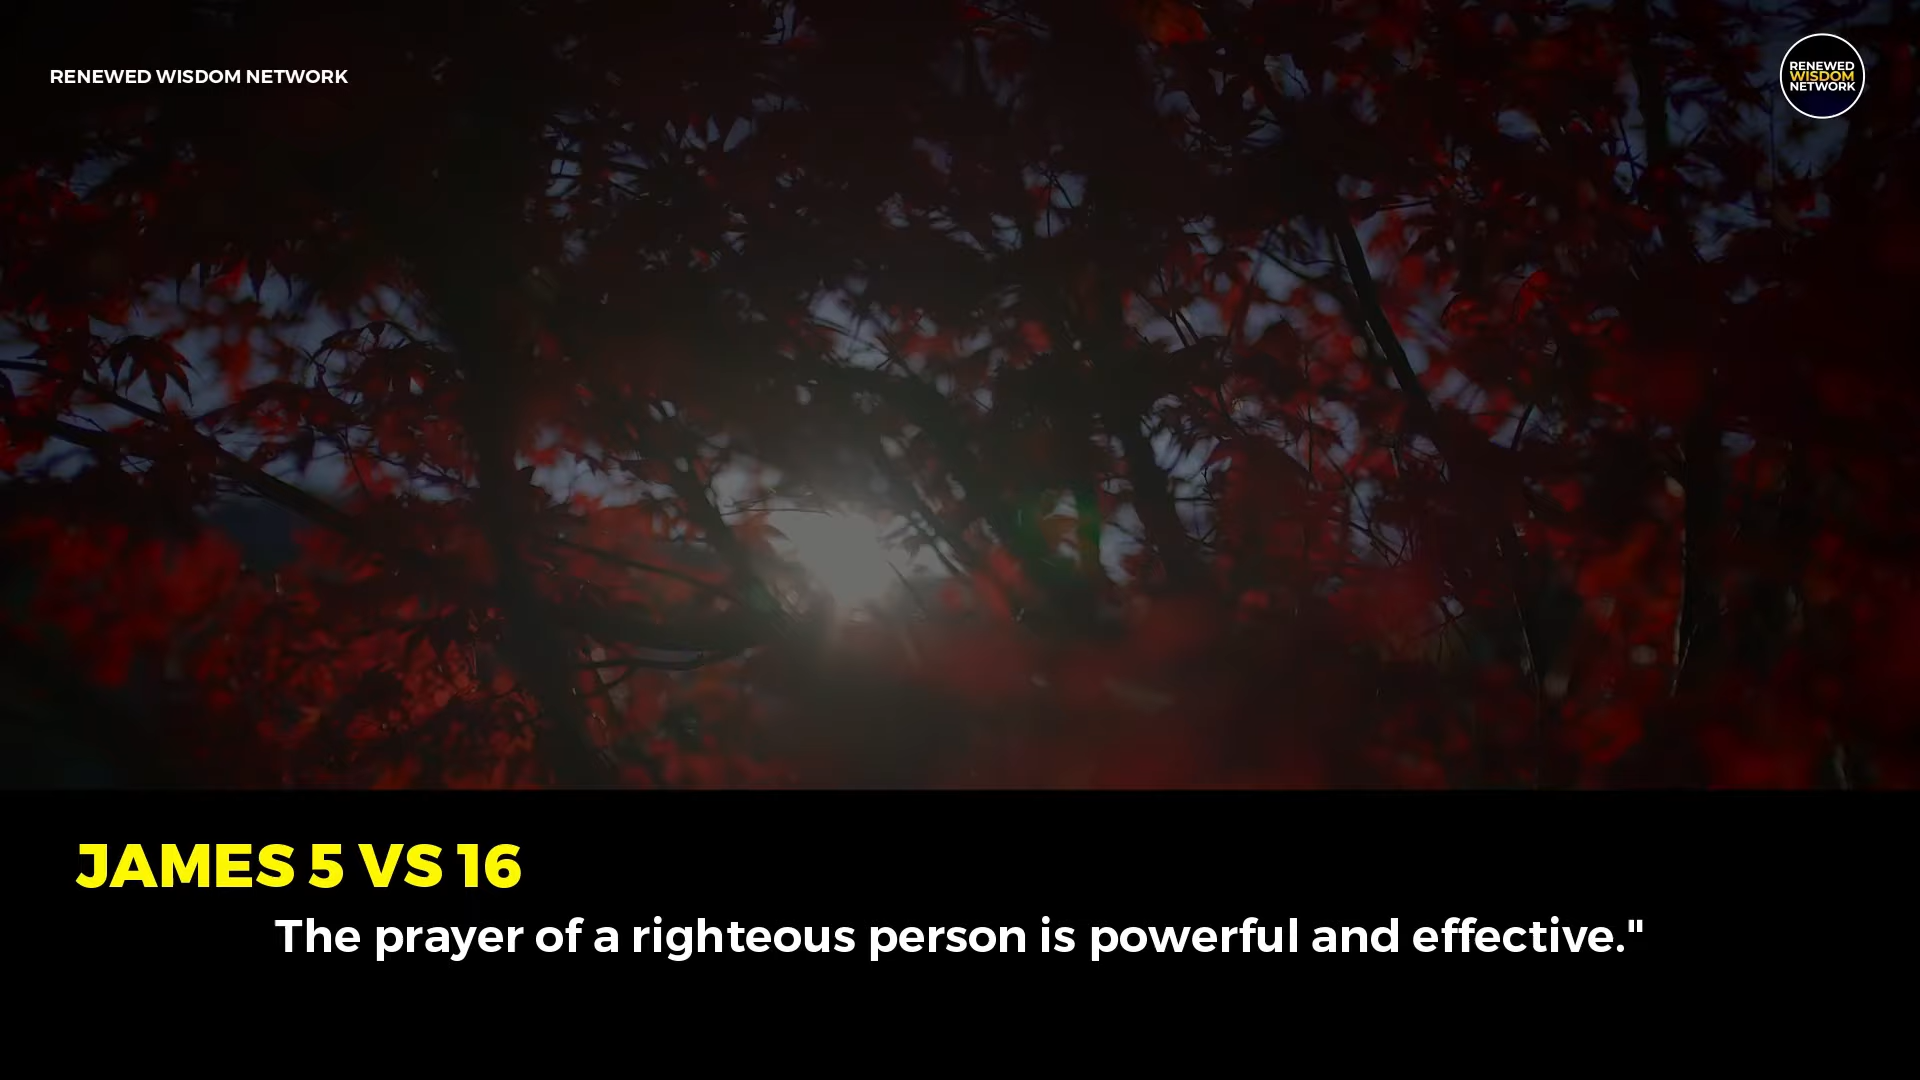 RENEWED WISDOM NETWORK
RENEWED
WISDOM
NETWORK
JAMES 5 VS 16
The prayer of a righteous person is powerful and effective."